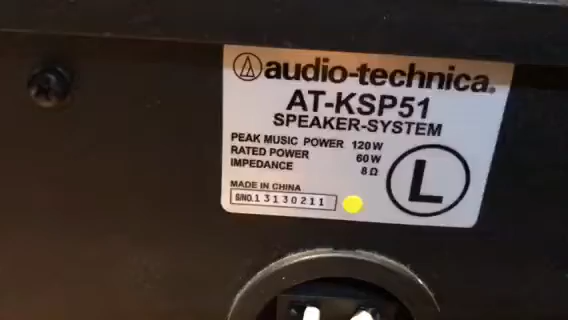 audio-technica®
AT-KSP51
SPEAKER-SYSTEM
PEAK MUSIC POWER 120W
RATED POWER 60W
IMPEDANCE 8Ω
L
MADE IN CHINA
S/NO.13130211